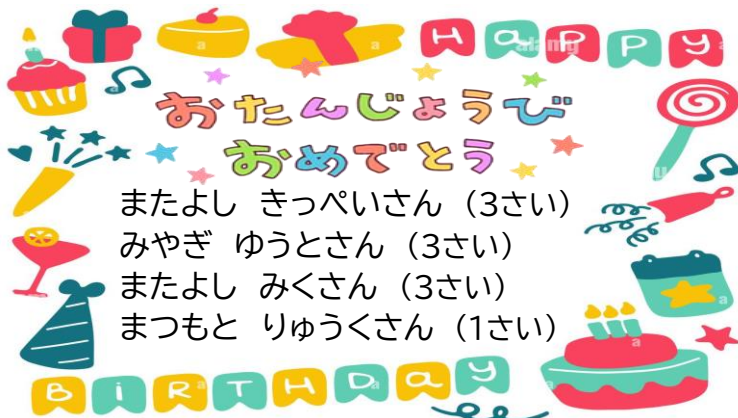 HAPPY
おたんじょうび
おめでとう
またよし きっぺいさん (3さい)
みやぎ ゆうとさん (3さい)
またよし みくさん (3さい)
まつもと りゅうくさん (1さい)
BiRTHDaY
alamy